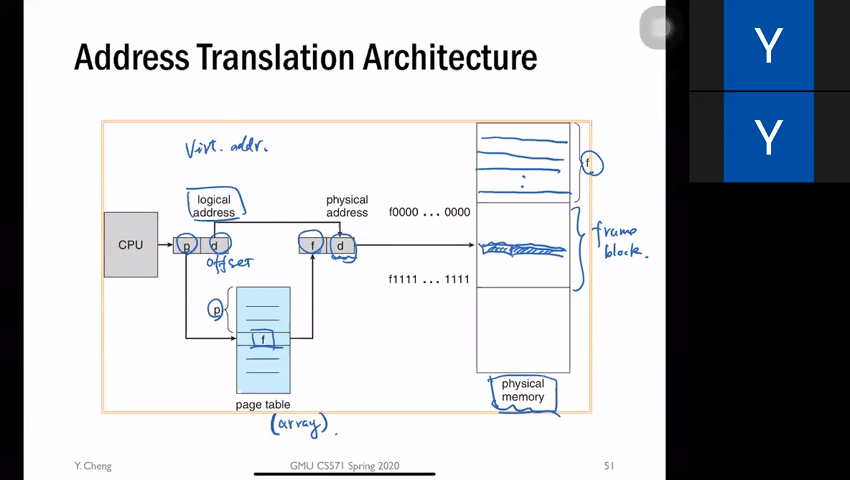 Address Translation Architecture
Y
Y
Virt. addr.
logical
address
physical
address
f0000 ... 0000
f
CPU
p d
f d
offset
frame
block.
f1111 ... 1111
p
f
page table
(array).
physical
memory
Y. Cheng
GMU CS571 Spring 2020
51